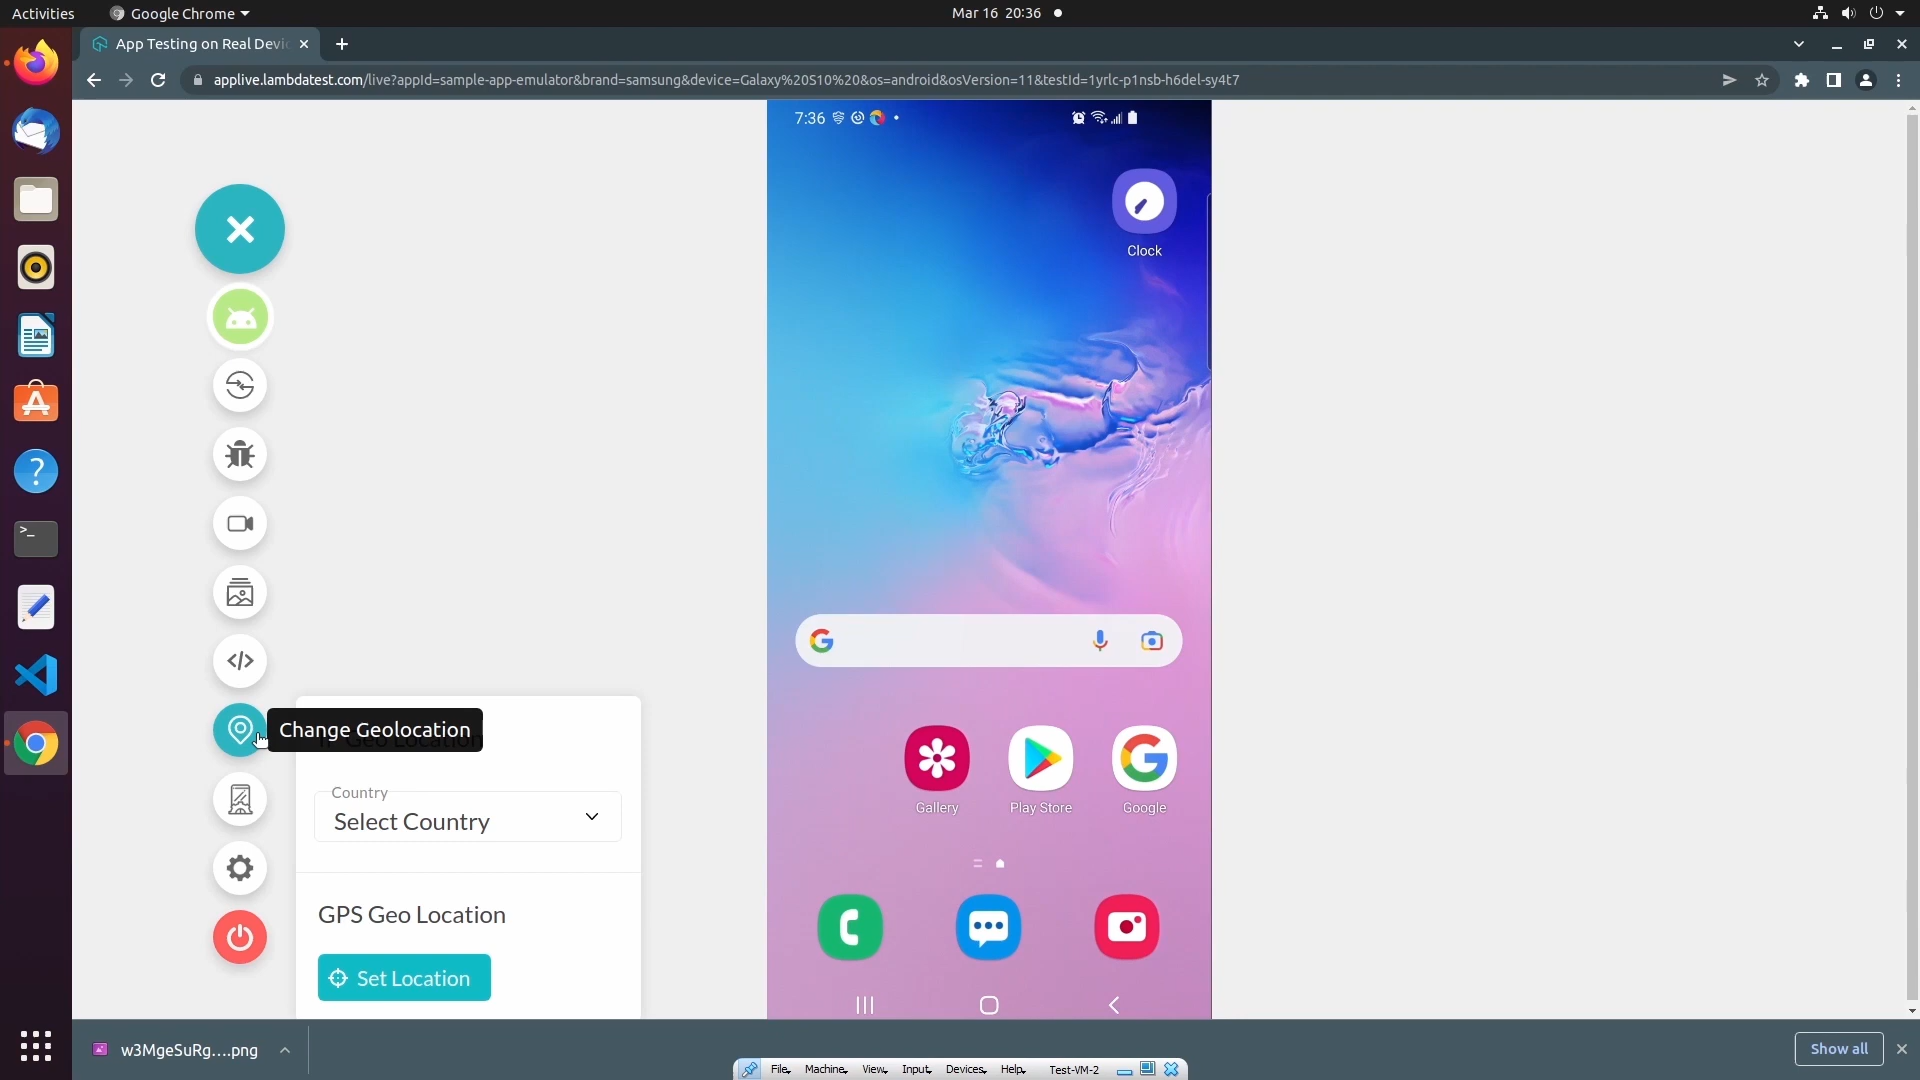 Activities
Google Chrome
Mar 16 20:36
App Testing on Real Devic
applive.lambdatest.com/live?appId=sample-app-emulator&brand=samsung&device=Galaxy%20S10%20&os=android&osVersion=11&testId=1yrlc-p1nsb-h6del-sy4t7
7:36
Clock
Change Geolocation
Country
Select Country
GPS Geo Location
Set Location
Gallery
Play Store
Google
w3MgeSuRg....png
Show all
File
Machine
View
Input
Devices
Help
Test-VM-2